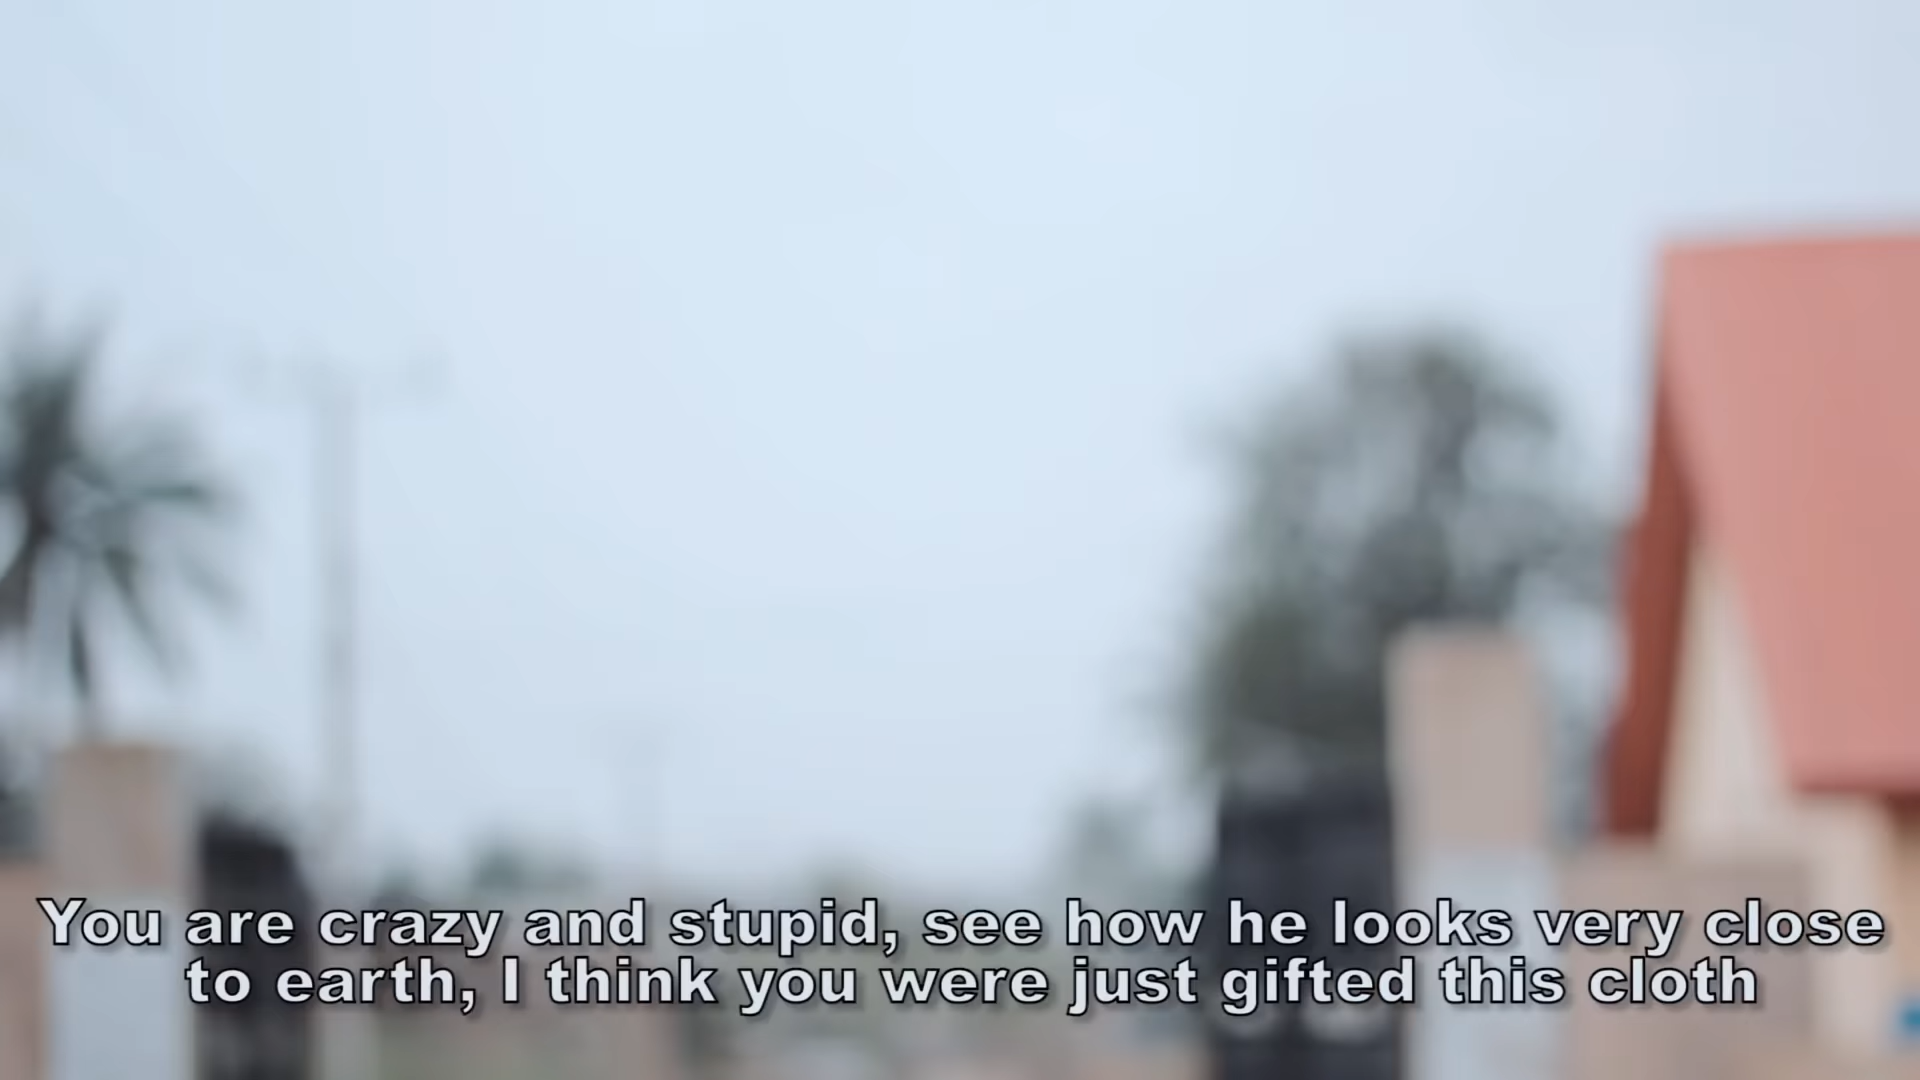 You are crazy and stupid, see how he looks very close
to earth, I think you were just gifted this cloth